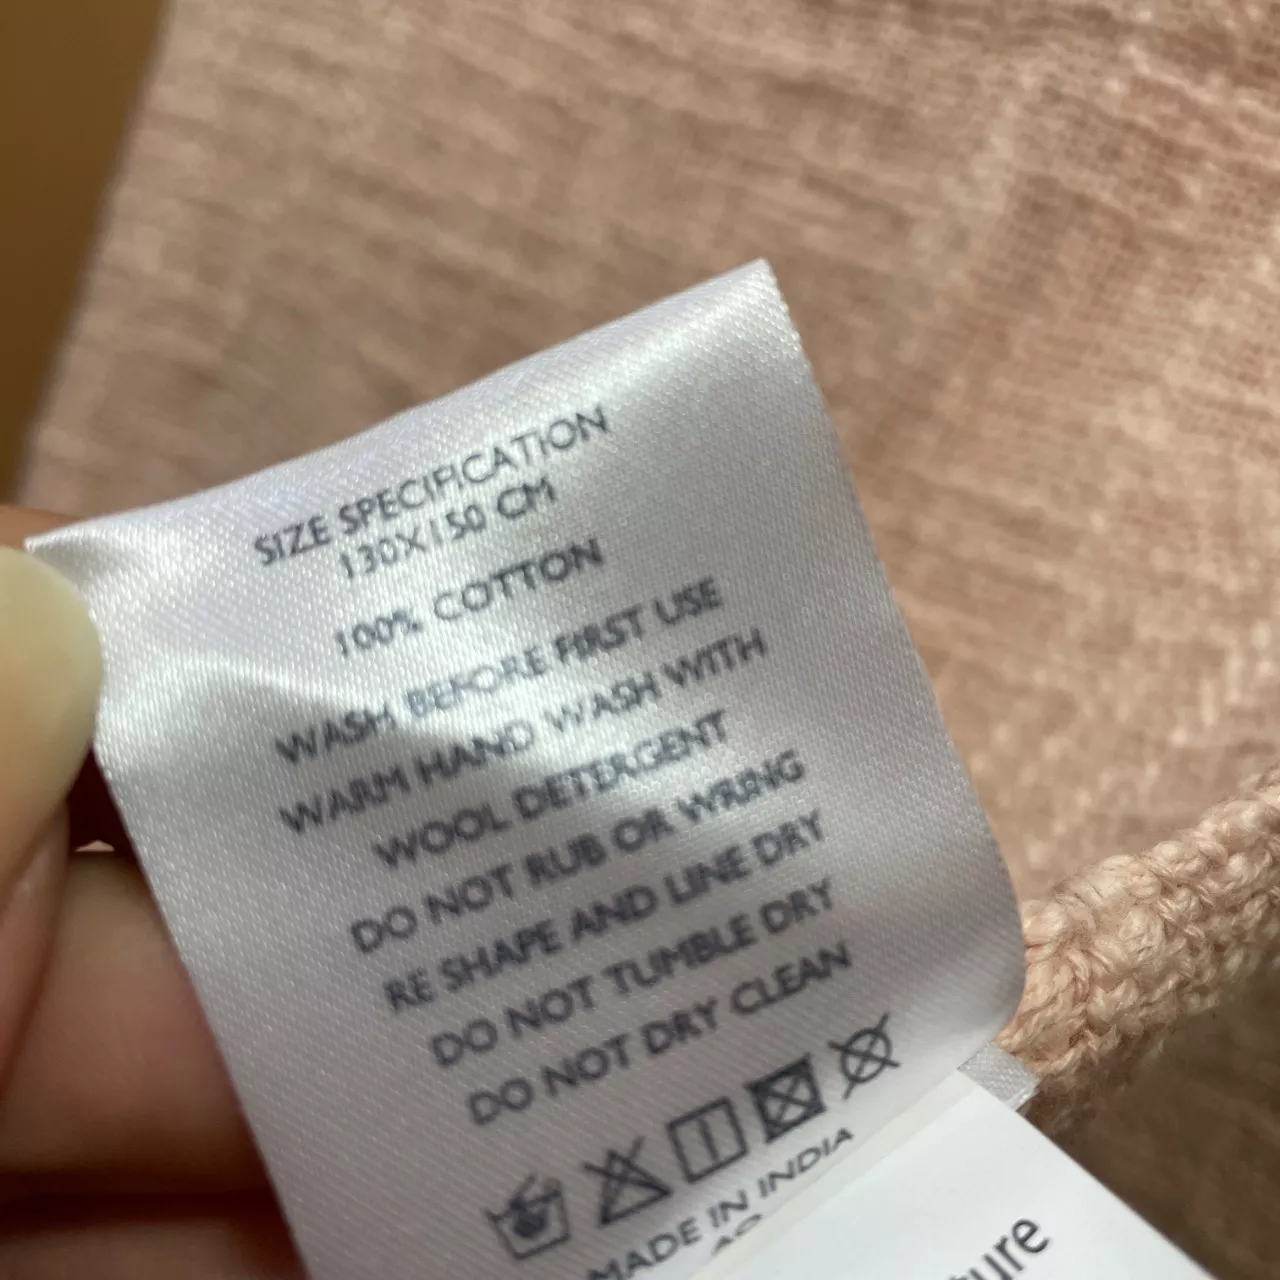 SIZE SPECIFICATION
130X150 CM
100% COTTON
WASH BEFORE FIRST USE
WARM HAND WASH WITH
WOOL DETERGENT
DO NOT RUB OR WRING
RE SHAPE AND LINE DRY
DO NOT TUMBLE DRY
DO NOT DRY CLEAN
MADE IN INDIA